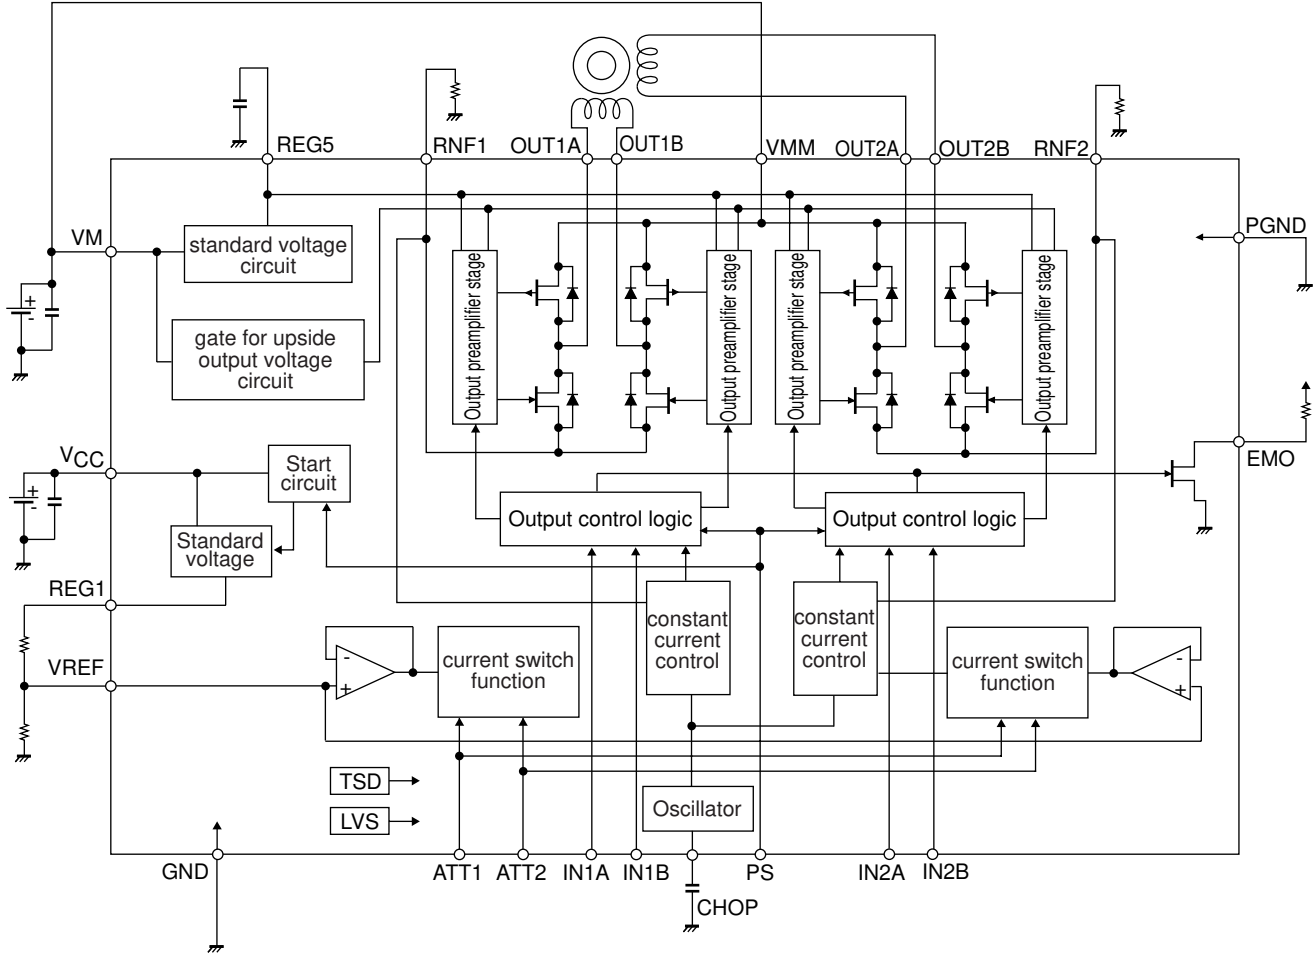 REG5
RNF1
OUT1A
OUT1B
VMM
OUT2A
OUT2B
RNF2
VM
standard voltage
circuit
PGND
+
-
gate for upside
output voltage
circuit
Output preamplifier stage
Output preamplifier stage
Output preamplifier stage
Output preamplifier stage
VCC
Start
circuit
EMO
+
-
Standard
voltage
Output control logic
Output control logic
REG1
constant
current
control
constant
current
control
VREF
-
+
current switch
function
current switch
function
-
+
TSD
LVS
Oscillator
GND
ATT1
ATT2
IN1A
IN1B
PS
IN2A
IN2B
CHOP